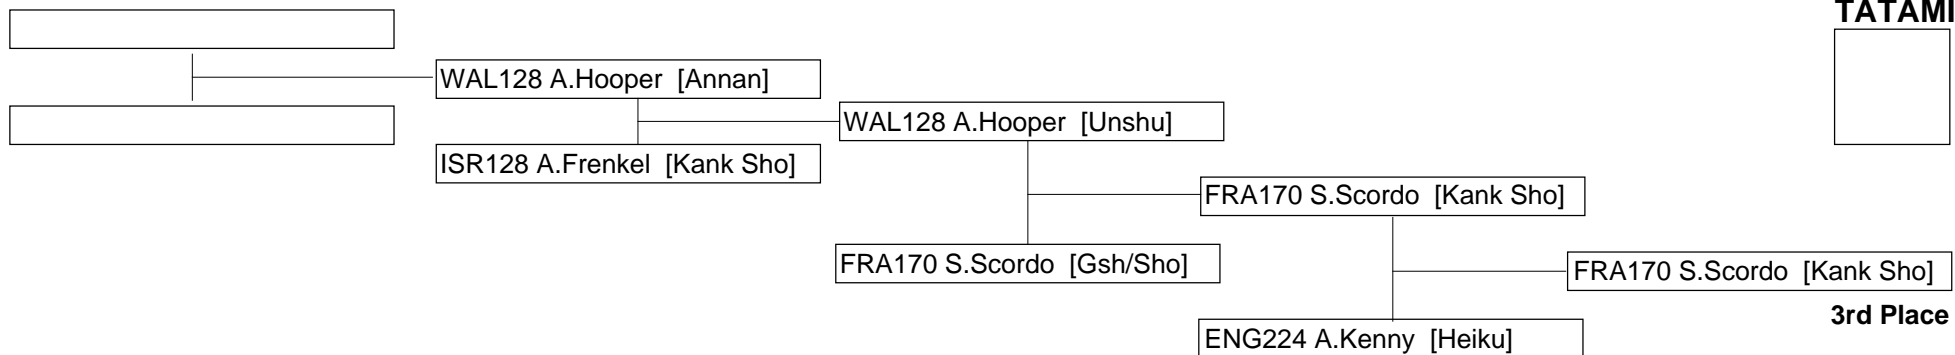 TATAMI
WAL128 A.Hooper [Annan]
WAL128 A.Hooper [Unshu]
ISR128 A.Frenkel [Kank Sho]
FRA170 S.Scordo [Kank Sho]
FRA170 S.Scordo [Gsh/Sho]
FRA170 S.Scordo [Kank Sho]
3rd Place
ENG224 A.Kenny [Heiku]